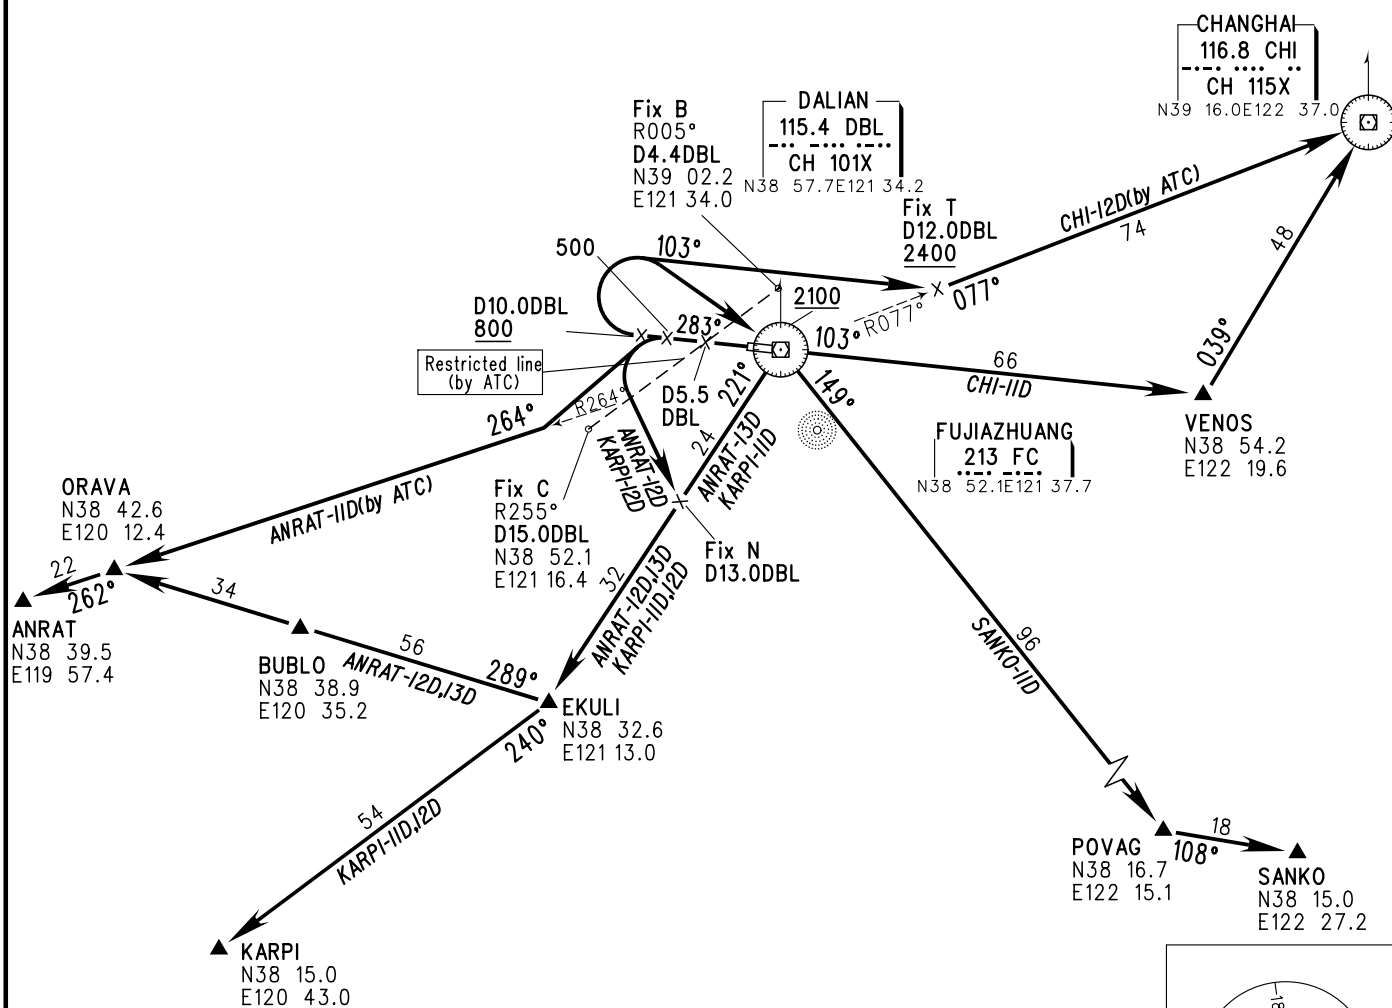 CHANGHAI
116.8 CHI
CH 115X
N39 16.0E122 37.0
DALIAN
115.4 DBL
CH 101X
N38 57.7E121 34.2
Fix B
R005°
D4.4DBL
N39 02.2
E121 34.0
Fix T
D12.0DBL
2400
CHI-12D(by ATC)
74
48
500
103°
077°
R077°
D10.0DBL
800
283°
2100
103°
039°
Restricted line
(by ATC)
66
CHI-11D
D5.5
DBL
221°
149°
R264°
264°
VENOS
N38 54.2
E122 19.6
FUJIAZHUANG
213 FC
N38 52.1E121 37.7
24
ANRAT-13D
KARPI-11D
ANRAT-12D
KARPI-12D
ANRAT-11D(by ATC)
ORAVA
N38 42.6
E120 12.4
Fix C
R255°
D15.0DBL
N38 52.1
E121 16.4
Fix N
D13.0DBL
22
262°
34
32
ANRAT-12D,13D
KARPI-11D,12D
ANRAT
N38 39.5
E119 57.4
BUBLO
N38 38.9
E120 35.2
56
ANRAT-12D,13D
289°
96
SANKO-11D
EKULI
N38 32.6
E121 13.0
240°
54
KARPI-11D,12D
POVAG
N38 16.7
E122 15.1
18
108°
SANKO
N38 15.0
E122 27.2
KARPI
N38 15.0
E120 43.0